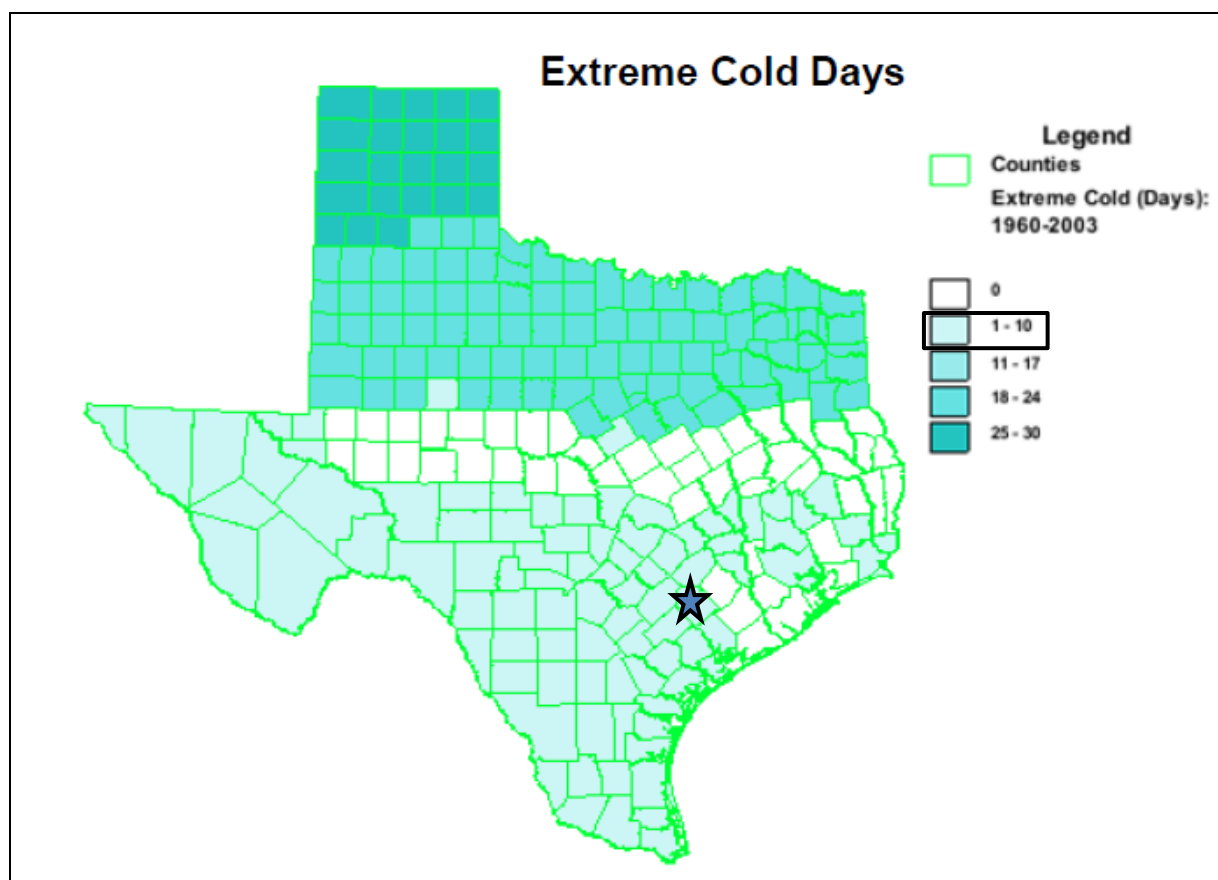 Extreme Cold Days
Legend
Counties
Extreme Cold (Days):
1960-2003
0
1 - 10
11 - 17
18 - 24
25 - 30